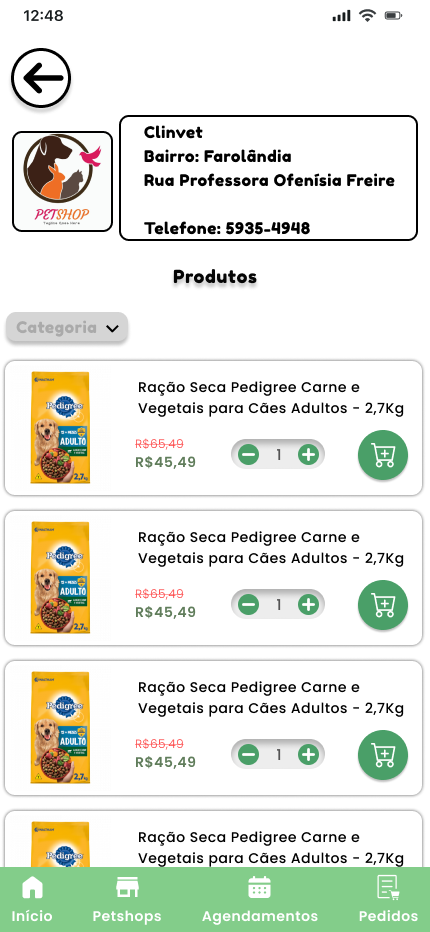 12:48
Clinvet
Bairro: Farolândia
Rua Professora Ofenísia Freire
Telefone: 5935-4948
PETSHOP
Produtos
Categoria
Ração Seca Pedigree Carne e
Vegetais para Cães Adultos - 2,7Kg
Pedigree
ADULTO
2,7kg
R$65,49
R$45,49
1
Ração Seca Pedigree Carne e
Vegetais para Cães Adultos - 2,7Kg
Pedigree
ADULTO
2,7kg
R$65,49
R$45,49
1
Ração Seca Pedigree Carne e
Vegetais para Cães Adultos - 2,7Kg
Pedigree
ADULTO
2,7kg
R$65,49
R$45,49
1
Ração Seca Pedigree Carne e
Vegetais para Cães Adultos - 2,7Kg
Pedigree
Início
Petshops
Agendamentos
Pedidos